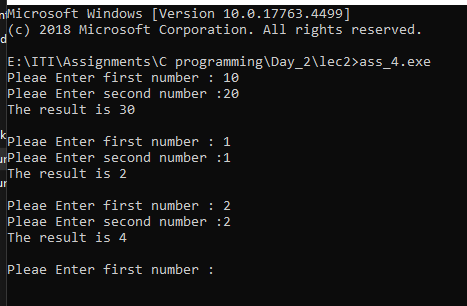 Microsoft Windows [Version 10.0.17763.4499]
(c) 2018 Microsoft Corporation. All rights reserved.
E:\ITI\Assignments\C programming\Day_2\lec2>ass_4.exe
Pleae Enter first number : 10
Pleae Enter second number :20
The result is 30
Pleae Enter first number : 1
Pleae Enter second number :1
The result is 2
Pleae Enter first number : 2
Pleae Enter second number :2
The result is 4
Pleae Enter first number :